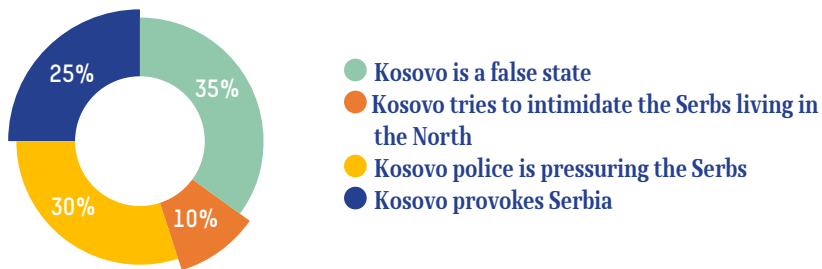 25%
35%
30%
10%
Kosovo is a false state
Kosovo tries to intimidate the Serbs living in
the North
Kosovo police is pressuring the Serbs
Kosovo provokes Serbia